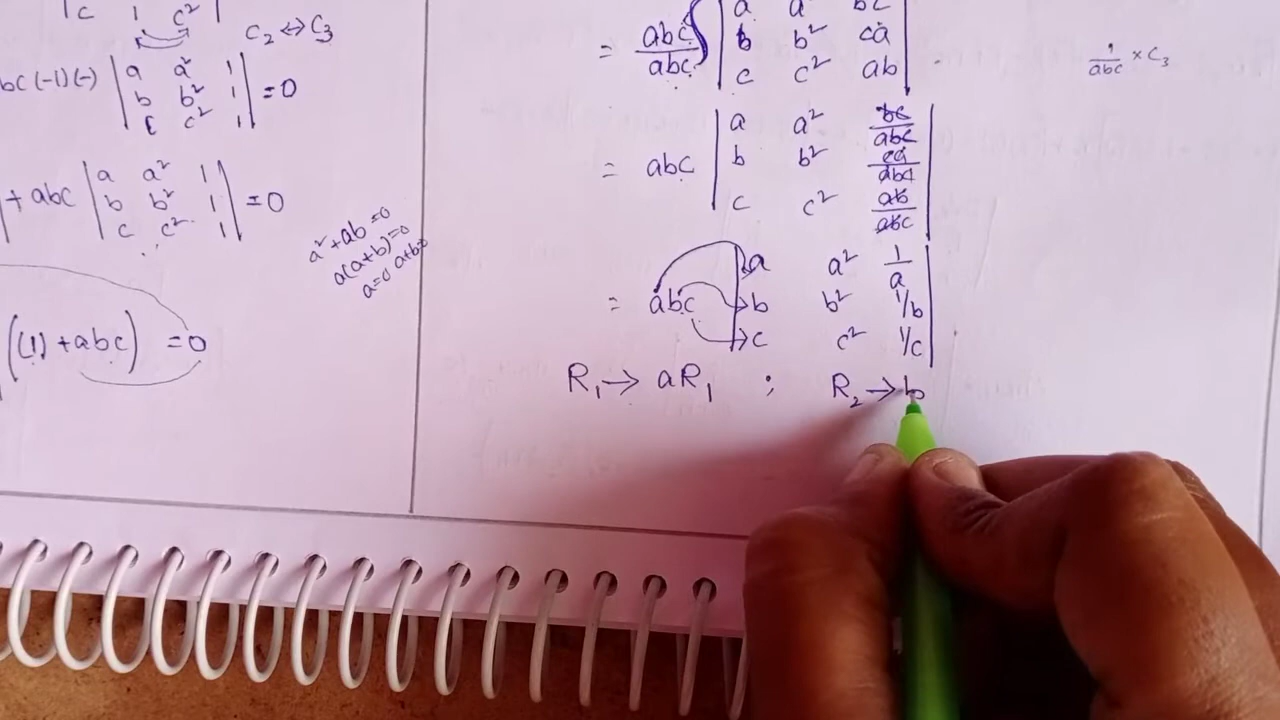 c 1 c²
C₂ ↔ C₃
bc (-1)(-) | a a² 1 |
| b b² 1 | = 0
| c c² 1 |
+ abc | a a² 1 |
| b b² 1 | = 0
| c c² 1 |
a² + ab = 0
a(a+b) = 0
a = 0 a+b=
((1) + abc) = 0
= abc/abc | a a² bc |
| b b² ca |
| c c² ab |
1/abc × C₃
= abc | a a² bc/abc |
| b b² ca/abc |
| c c² ab/abc |
= abc | a a² 1/a |
| b b² 1/b |
| c c² 1/c |
R₁ → aR₁ ; R₂ → b